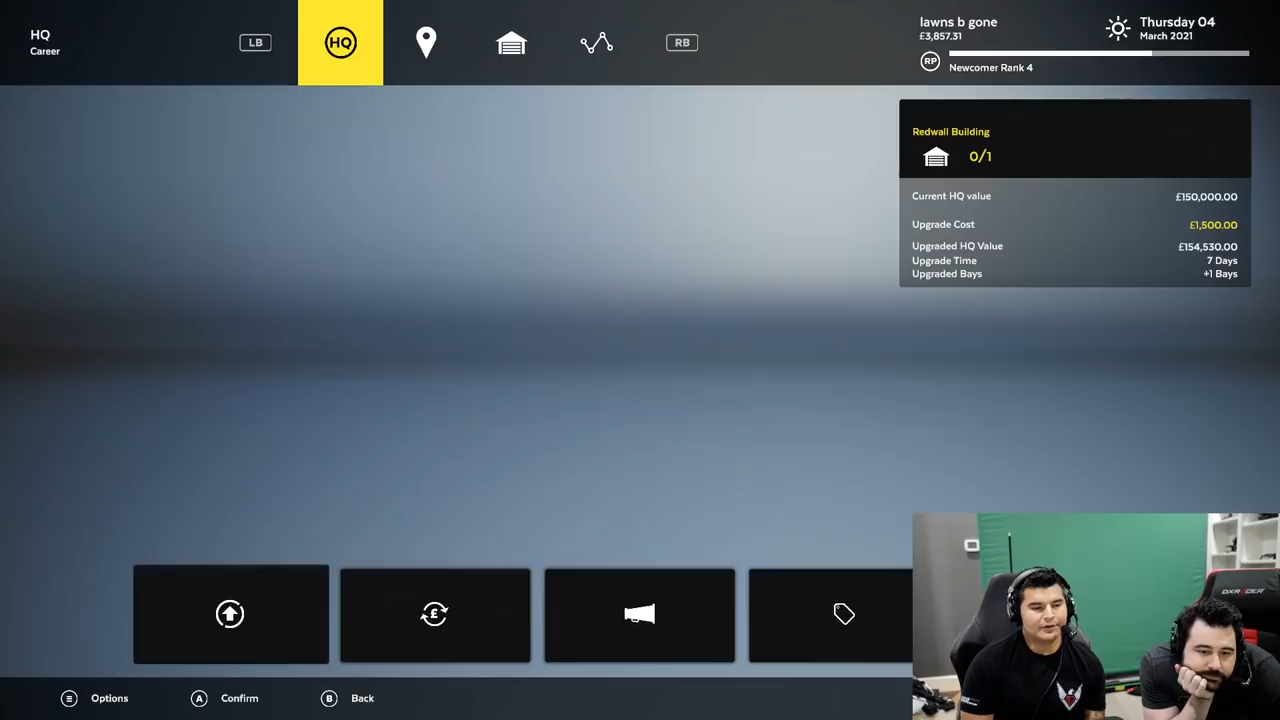 HQ
Career
LB
HQ
RB
lawns b gone
£3,857.31
Thursday 04
March 2021
RP
Newcomer Rank 4
Redwall Building
0/1
Current HQ value £150,000.00
Upgrade Cost £1,500.00
Upgraded HQ Value £154,530.00
Upgrade Time 7 Days
Upgraded Bays +1 Bays
£
DXRACER
Options
A Confirm
B Back